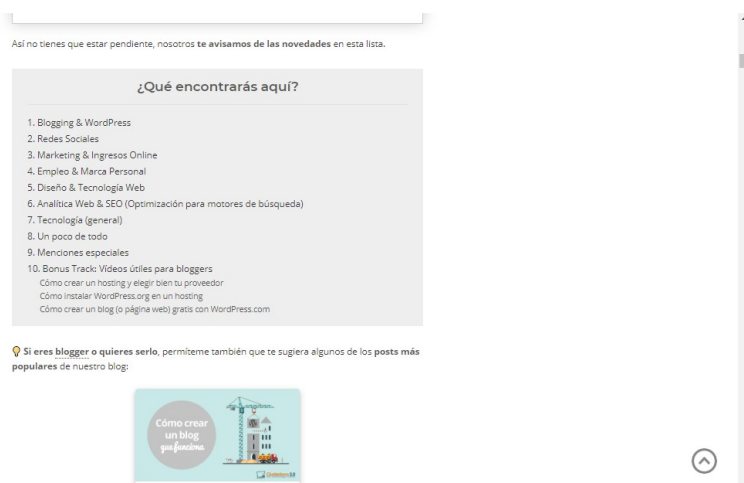 Así no tienes que estar pendiente, nosotros te avisamos de las novedades en esta lista.
¿Qué encontrarás aquí?
1. Blogging & WordPress
2. Redes Sociales
3. Marketing & Ingresos Online
4. Empleo & Marca Personal
5. Diseño & Tecnología Web
6. Analítica Web & SEO (Optimización para motores de búsqueda)
7. Tecnología (general)
8. Un poco de todo
9. Menciones especiales
10. Bonus Track: Vídeos útiles para bloggers
Cómo crear un hosting y elegir bien tu proveedor
Cómo instalar WordPress.org en un hosting
Cómo crear un blog (o página web) gratis con WordPress.com
Si eres blogger o quieres serlo, permíteme también que te sugiera algunos de los posts más
populares de nuestro blog:
Cómo crear
un blog
que funciona